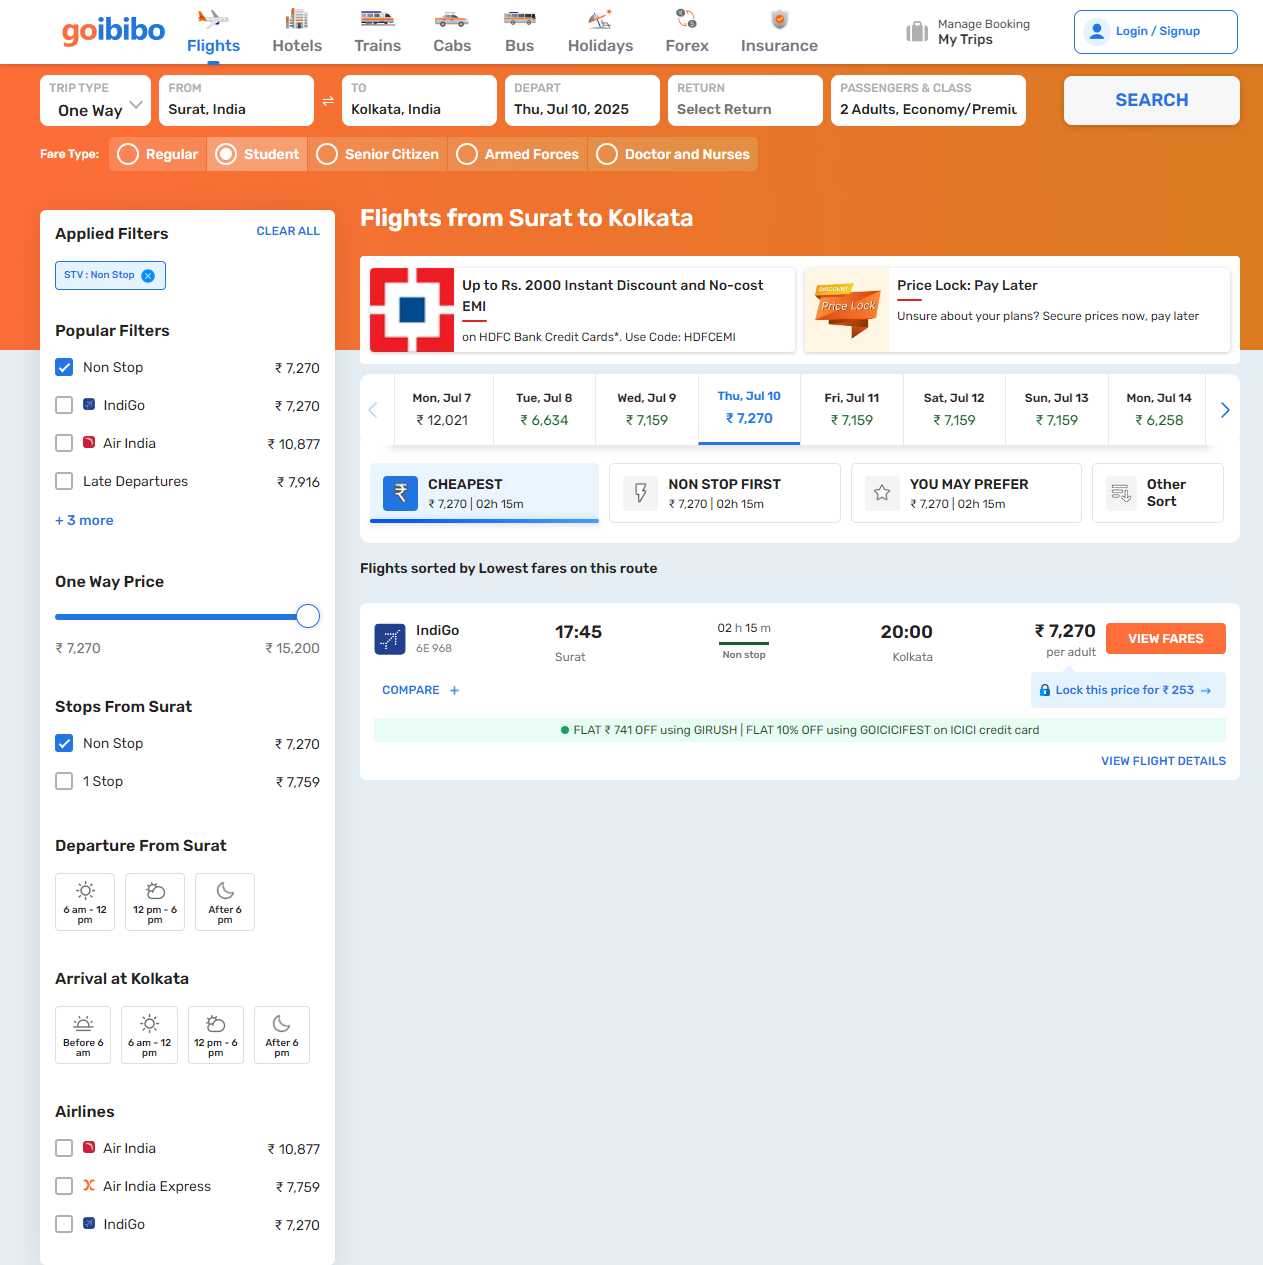 goibibo
Flights
Hotels
Trains
Cabs
Bus
Holidays
Forex
Insurance
Manage Booking
My Trips
Login / Signup
TRIP TYPE
One Way
FROM
Surat, India
TO
Kolkata, India
DEPART
Thu, Jul 10, 2025
RETURN
Select Return
PASSENGERS & CLASS
2 Adults, Economy/Premiu
SEARCH
Fare Type:
Regular
Student
Senior Citizen
Armed Forces
Doctor and Nurses
Applied Filters
CLEAR ALL
STV : Non Stop
Popular Filters
Non Stop ₹ 7,270
IndiGo ₹ 7,270
Air India ₹ 10,877
Late Departures ₹ 7,916
+ 3 more
One Way Price
₹ 7,270 ₹ 15,200
Stops From Surat
Non Stop ₹ 7,270
1 Stop ₹ 7,759
Departure From Surat
6 am - 12
pm
12 pm - 6
pm
After 6
pm
Arrival at Kolkata
Before 6
am
6 am - 12
pm
12 pm - 6
pm
After 6
pm
Airlines
Air India ₹ 10,877
Air India Express ₹ 7,759
IndiGo ₹ 7,270
Flights from Surat to Kolkata
Up to Rs. 2000 Instant Discount and No-cost
EMI
on HDFC Bank Credit Cards*. Use Code: HDFCEMI
DISCOUNT
Price Lock
Price Lock: Pay Later
Unsure about your plans? Secure prices now, pay later
Mon, Jul 7
₹ 12,021
Tue, Jul 8
₹ 6,634
Wed, Jul 9
₹ 7,159
Thu, Jul 10
₹ 7,270
Fri, Jul 11
₹ 7,159
Sat, Jul 12
₹ 7,159
Sun, Jul 13
₹ 7,159
Mon, Jul 14
₹ 6,258
₹
CHEAPEST
₹ 7,270 | 02h 15m
NON STOP FIRST
₹ 7,270 | 02h 15m
YOU MAY PREFER
₹ 7,270 | 02h 15m
Other
Sort
Flights sorted by Lowest fares on this route
IndiGo
6E 968
17:45
Surat
02 h 15 m
Non stop
20:00
Kolkata
₹ 7,270
per adult
VIEW FARES
COMPARE +
Lock this price for ₹ 253 →
FLAT ₹ 741 OFF using GIRUSH | FLAT 10% OFF using GOICICIFEST on ICICI credit card
VIEW FLIGHT DETAILS